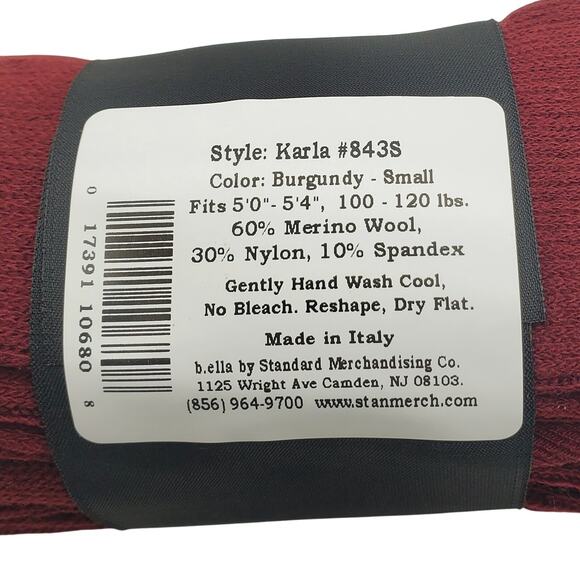 Style: Karla #843S
Color: Burgundy - Small
Fits 5'0"- 5'4", 100 - 120 lbs.
60% Merino Wool,
30% Nylon, 10% Spandex
Gently Hand Wash Cool,
No Bleach. Reshape, Dry Flat.
Made in Italy
b.ella by Standard Merchandising Co.
1125 Wright Ave Camden, NJ 08103.
(856) 964-9700 www.stanmerch.com
0 17391 10680 8